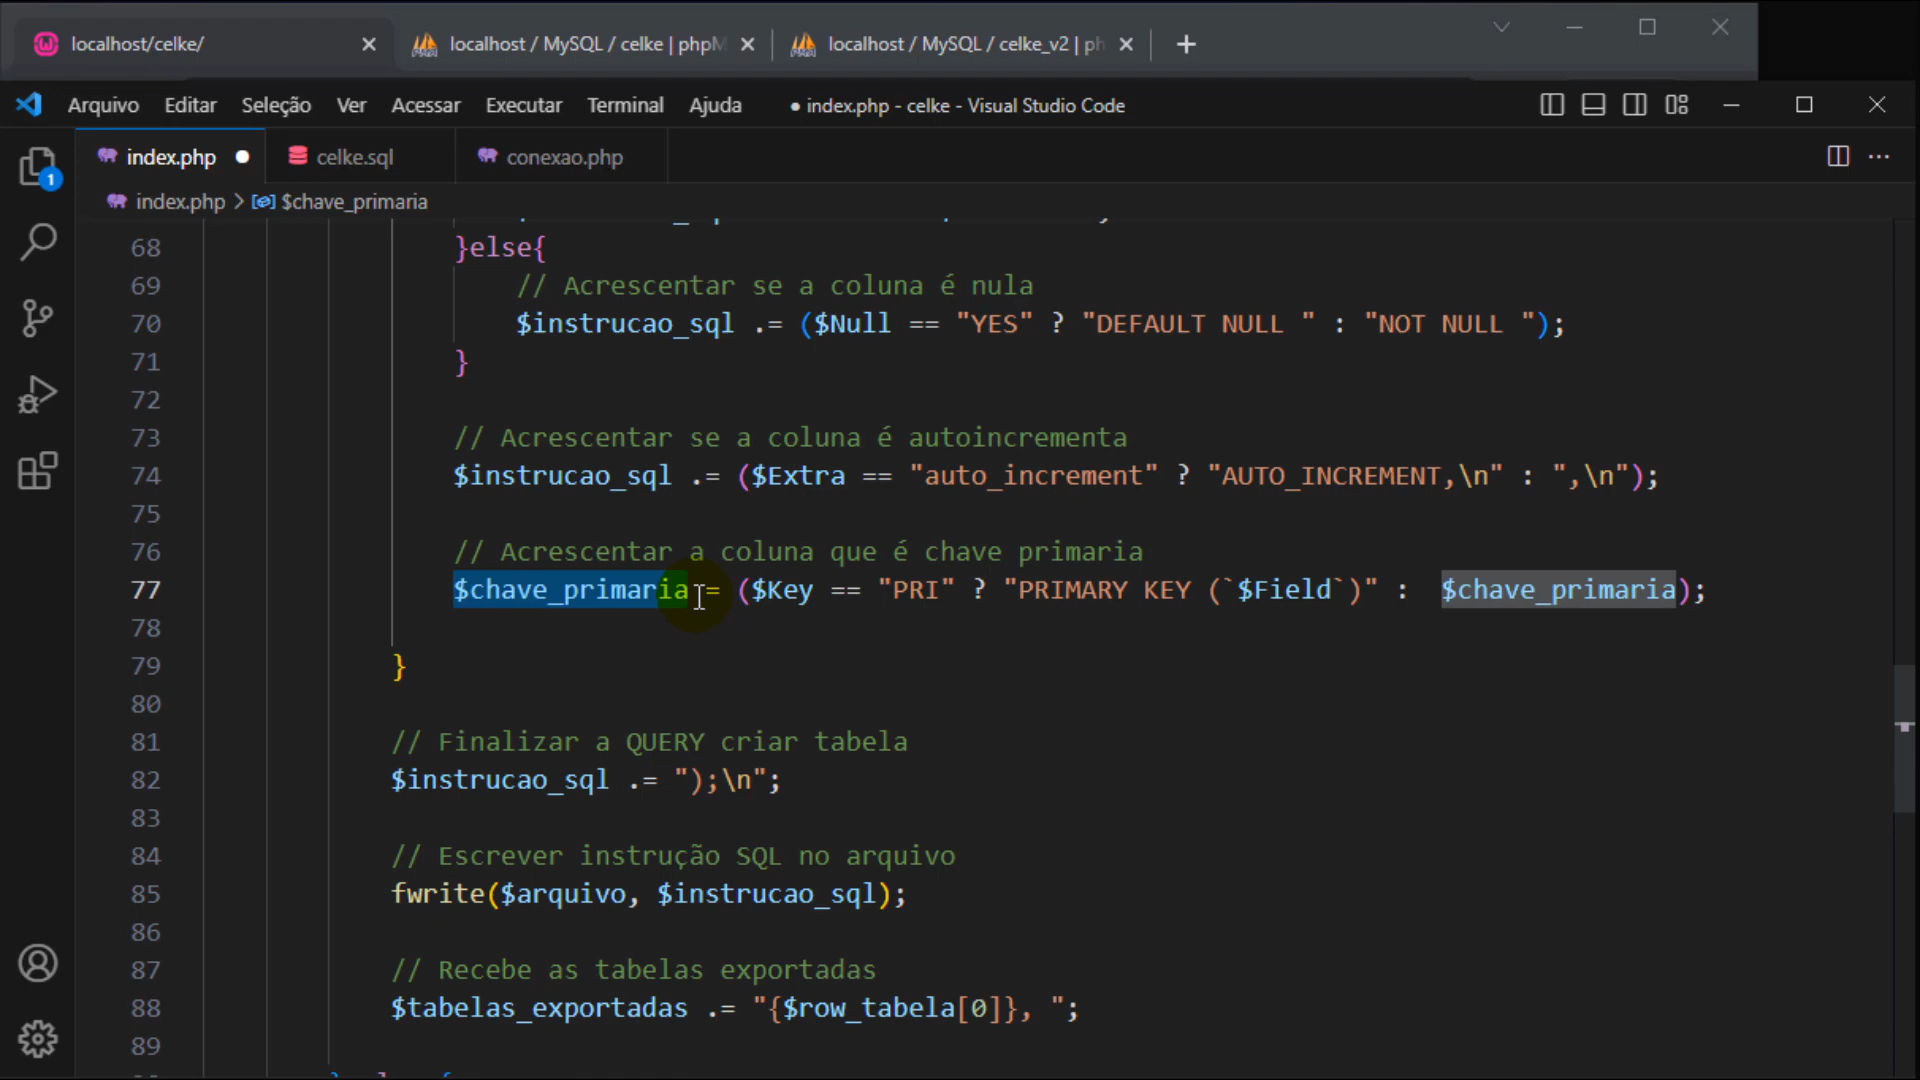 localhost/celke/
localhost / MySQL / celke | phpM
localhost / MySQL / celke_v2 | ph
Arquivo Editar Seleção Ver Acessar Executar Terminal Ajuda ● index.php - celke - Visual Studio Code
index.php celke.sql conexao.php
1
index.php > $chave_primaria
68 }else{
69 // Acrescentar se a coluna é nula
70 $instrucao_sql .= ($Null == "YES" ? "DEFAULT NULL " : "NOT NULL ");
71 }
72
73 // Acrescentar se a coluna é autoincrementa
74 $instrucao_sql .= ($Extra == "auto_increment" ? "AUTO_INCREMENT,\n" : ",\n");
75
76 // Acrescentar a coluna que é chave primaria
77 $chave_primaria = ($Key == "PRI" ? "PRIMARY KEY (`$Field`)" :  $chave_primaria);
78
79 }
80
81 // Finalizar a QUERY criar tabela
82 $instrucao_sql .= ");\n";
83
84 // Escrever instrução SQL no arquivo
85 fwrite($arquivo, $instrucao_sql);
86
87 // Recebe as tabelas exportadas
88 $tabelas_exportadas .= "{$row_tabela[0]}, ";
89